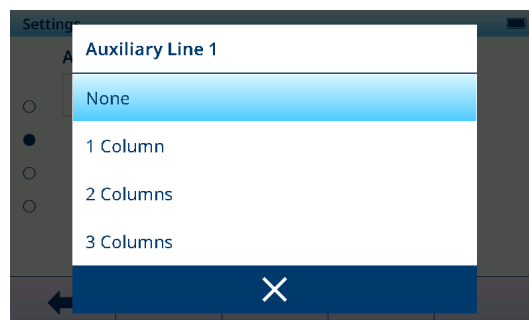 Settings
Auxiliary Line 1
A
None
1 Column
2 Columns
3 Columns